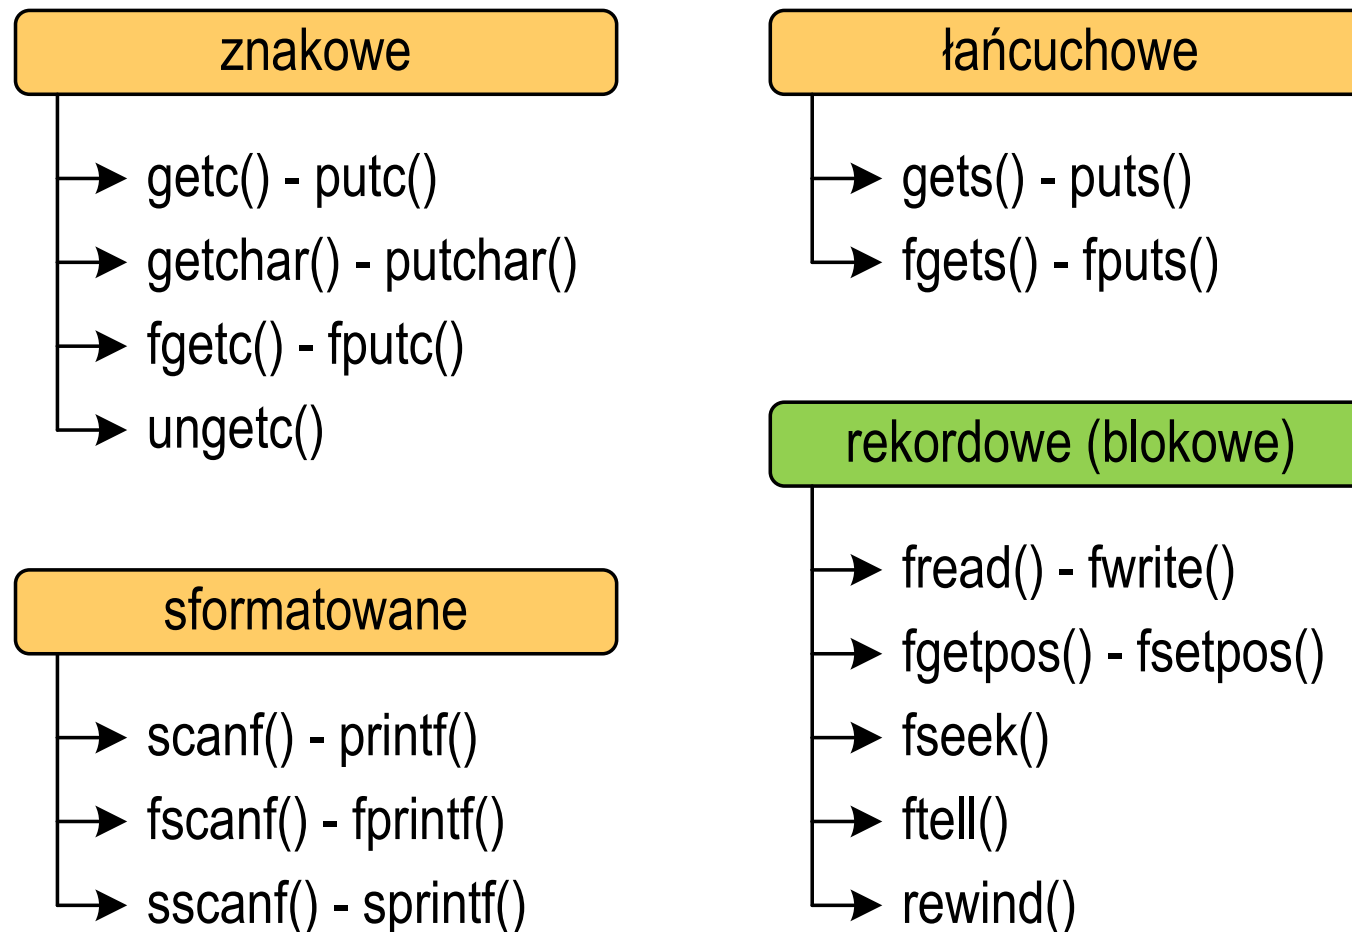 znakowe
getc() - putc()
getchar() - putchar()
fgetc() - fputc()
ungetc()
sformatowane
scanf() - printf()
fscanf() - fprintf()
sscanf() - sprintf()
łańcuchowe
gets() - puts()
fgets() - fputs()
rekordowe (blokowe)
fread() - fwrite()
fgetpos() - fsetpos()
fseek()
ftell()
rewind()